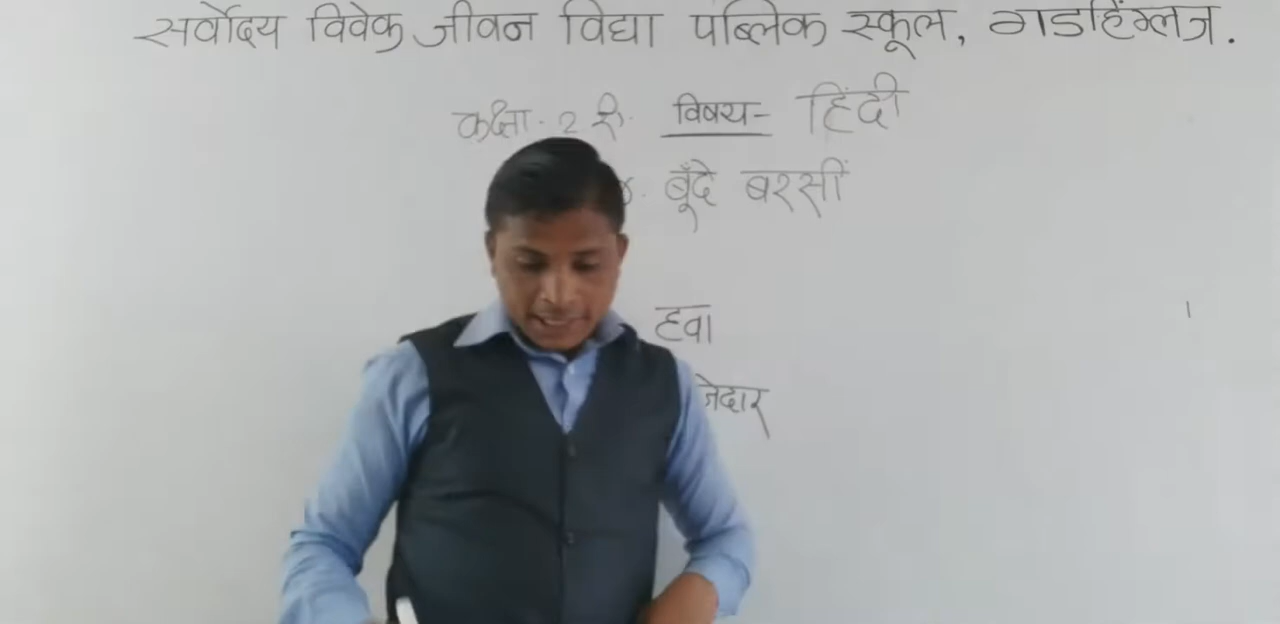 सर्वोदय विवेक जीवन विद्या पब्लिक स्कूल, गडहिंग्लज.
कक्षा. 2 री. विषय- हिंदी
बूँदे बरसीं
हवा